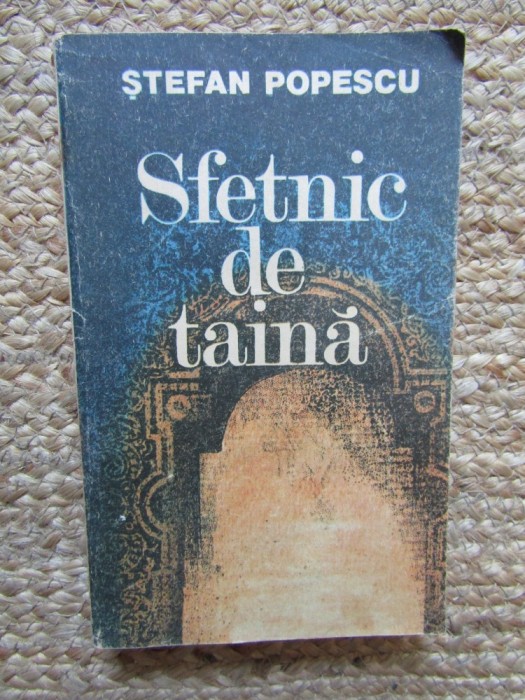 ȘTEFAN POPESCU
Sfetnic
de
taină